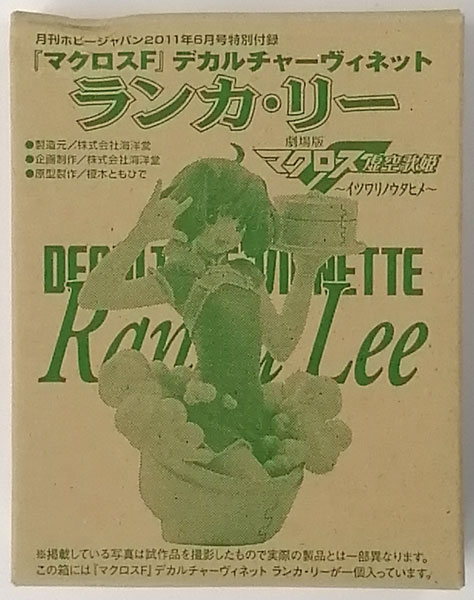 月刊ホビージャパン2011年6月号特別付録
『マクロスF』デカルチャーヴィネット
ランカ・リー
●製造元/株式会社海洋堂
●企画制作/株式会社海洋堂
●原型製作/榎木ともひで
劇場版
マクロスF 虚空歌姫
~イツワリノウタヒメ~
Lee
※掲載している写真は試作品を撮影したもので実際の製品とは一部異なります。
この箱には『マクロスF』デカルチャーヴィネット ランカ・リーが一個入っています。